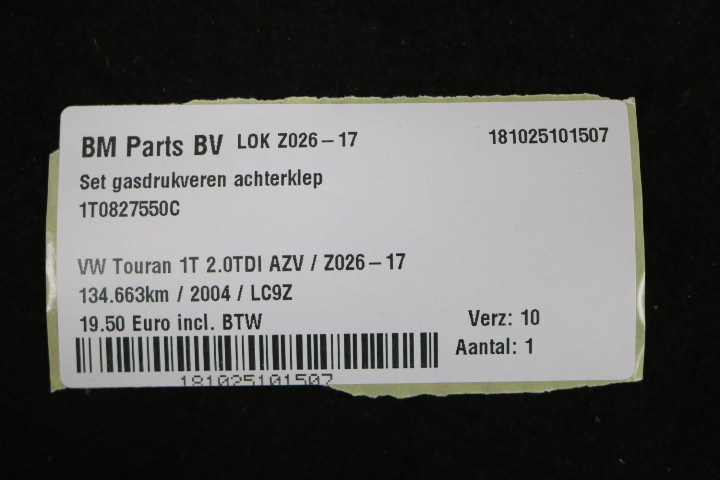 BM Parts BV LOK Z026-17 181025101507
Set gasdrukveren achterklep
1T0827550C
VW Touran 1T 2.0TDI AZV / Z026-17
134.663km / 2004 / LC9Z
19.50 Euro incl. BTW Verz: 10
Aantal: 1
181025101507